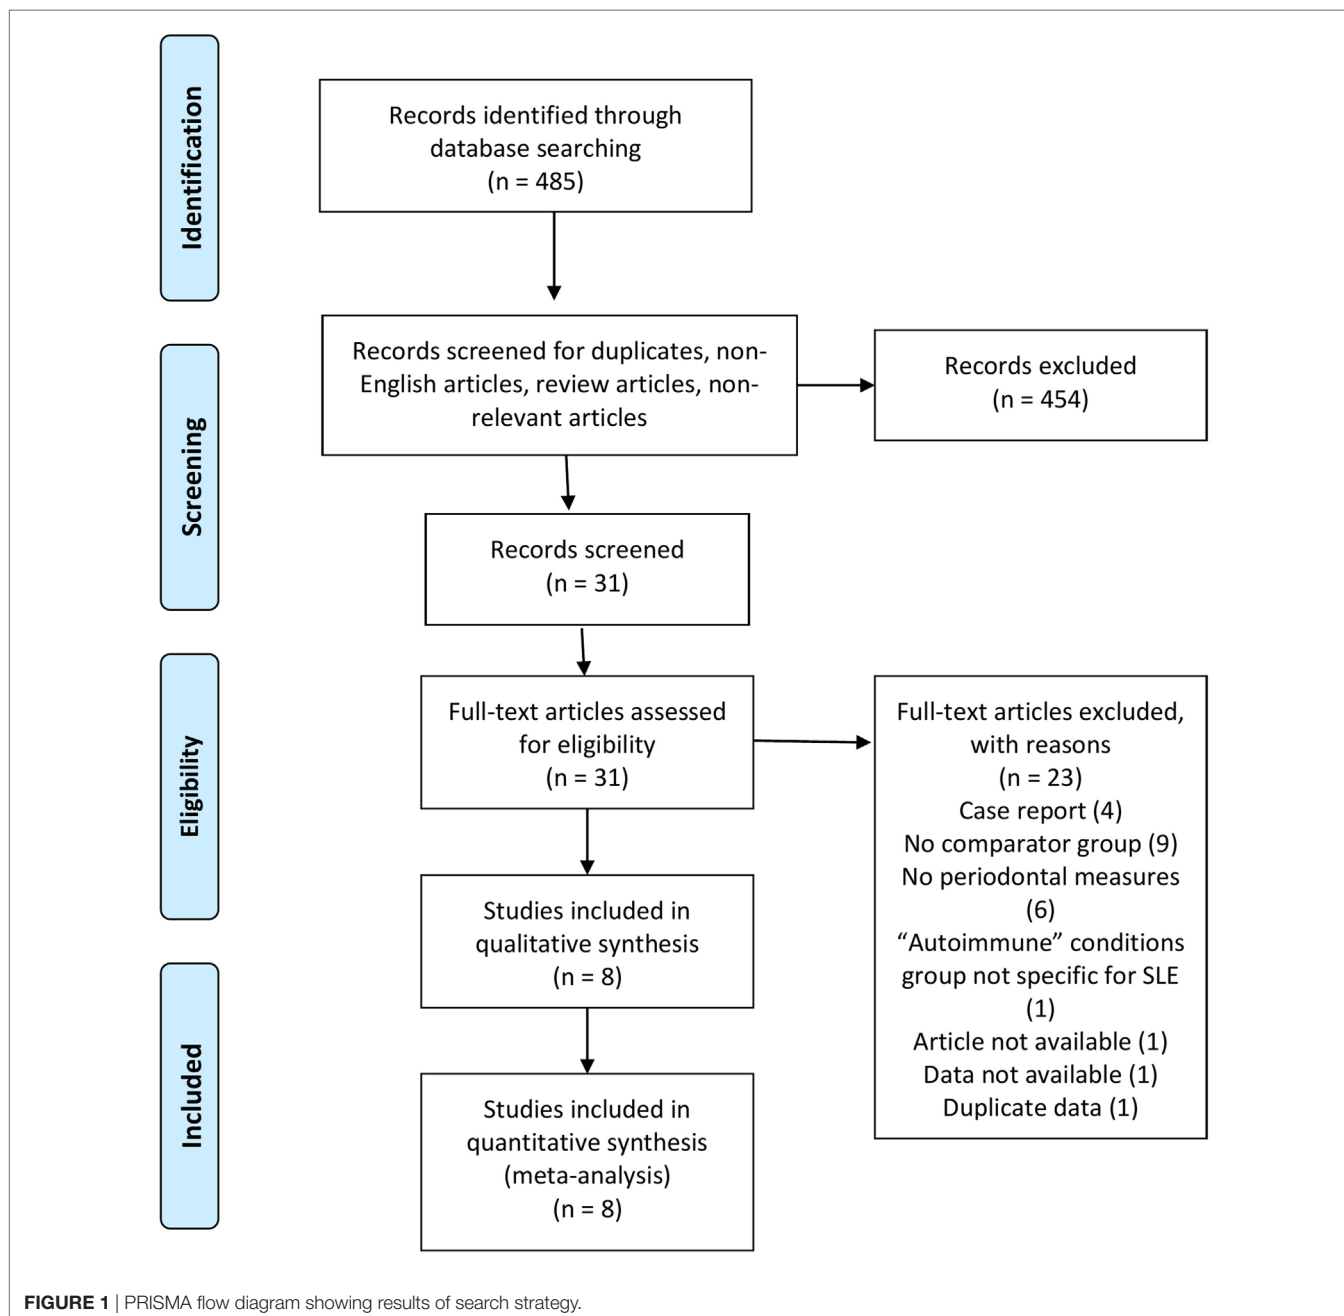 Identification
Records identified through
database searching
(n = 485)
Screening
Records screened for duplicates, non-
English articles, review articles, non-
relevant articles
Records excluded
(n = 454)
Records screened
(n = 31)
Eligibility
Full-text articles assessed
for eligibility
(n = 31)
Full-text articles excluded,
with reasons
(n = 23)
Case report (4)
No comparator group (9)
No periodontal measures
(6)
“Autoimmune” conditions
group not specific for SLE
(1)
Article not available (1)
Data not available (1)
Duplicate data (1)
Studies included in
qualitative synthesis
(n = 8)
Included
Studies included in
quantitative synthesis
(meta-analysis)
(n = 8)
FIGURE 1 | PRISMA flow diagram showing results of search strategy.